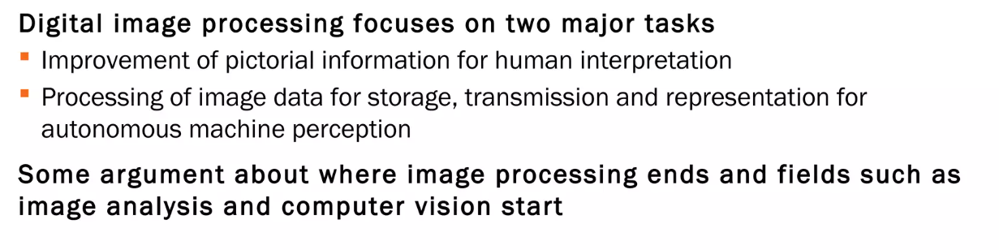 Digital image processing focuses on two major tasks
▪ Improvement of pictorial information for human interpretation
▪ Processing of image data for storage, transmission and representation for
autonomous machine perception
Some argument about where image processing ends and fields such as
image analysis and computer vision start